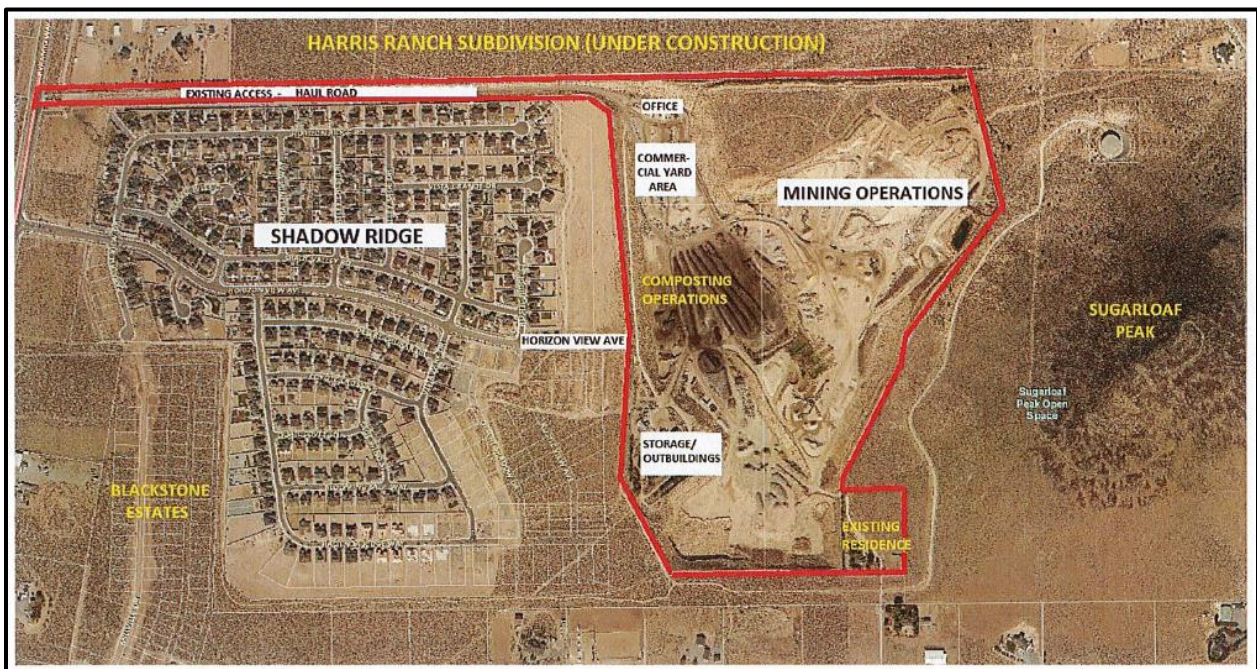 HARRIS RANCH SUBDIVISION (UNDER CONSTRUCTION)
EXISTING ACCESS - HAUL ROAD
OFFICE
COMMER-
CIAL YARD
AREA
MINING OPERATIONS
SHADOW RIDGE
COMPOSTING
OPERATIONS
SUGARLOAF
PEAK
HORIZON VIEW AVE
Sugarloaf
Peak Open
Space
STORAGE/
OUTBUILDINGS
BLACKSTONE
ESTATES
EXISTING
RESIDENCE